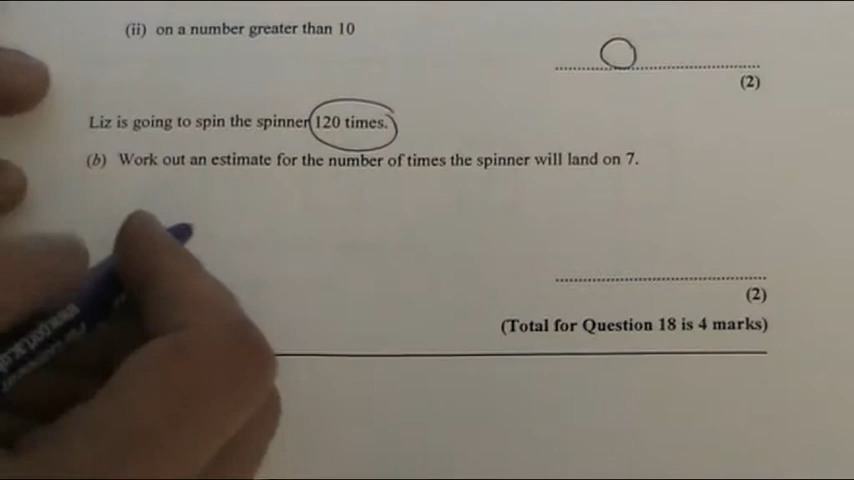 (ii) on a number greater than 10
0
(2)
Liz is going to spin the spinner 120 times.
(b) Work out an estimate for the number of times the spinner will land on 7.
(2)
(Total for Question 18 is 4 marks)